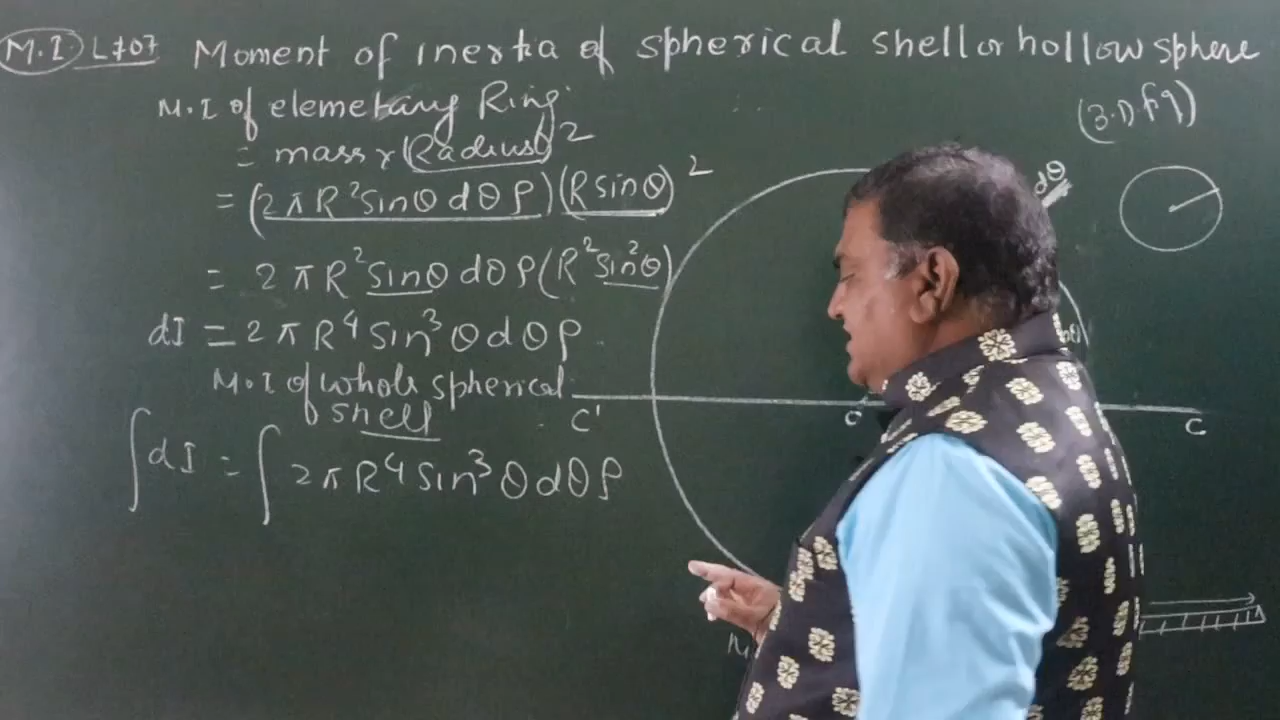 M.I. L# 07 Moment of inertia of spherical shell or hollow sphere
(3.D fig)
M.I of elemetary Ring
= mass x (Radius)²
= (2πR² Sinθ dθ ρ) (R sinθ)²
= 2πR² Sinθ dθ ρ (R² Sin²θ)
dI = 2πR⁴ Sin³θ dθ ρ
M.I of whole spherical
shell
∫dI = ∫ 2πR⁴ Sin³θ dθ ρ
dθ
C'
C